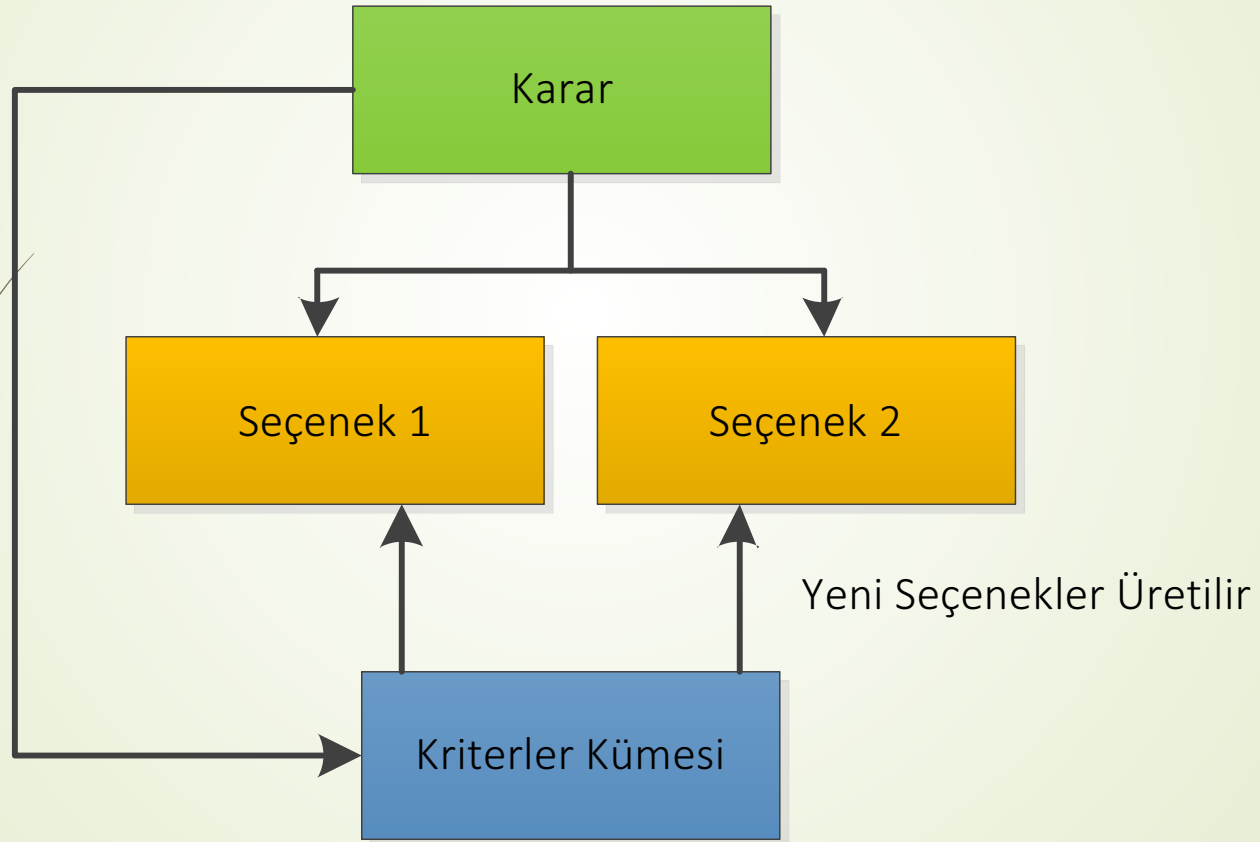 Karar
Seçenek 1
Seçenek 2
Yeni Seçenekler Üretilir
Kriterler Kümesi